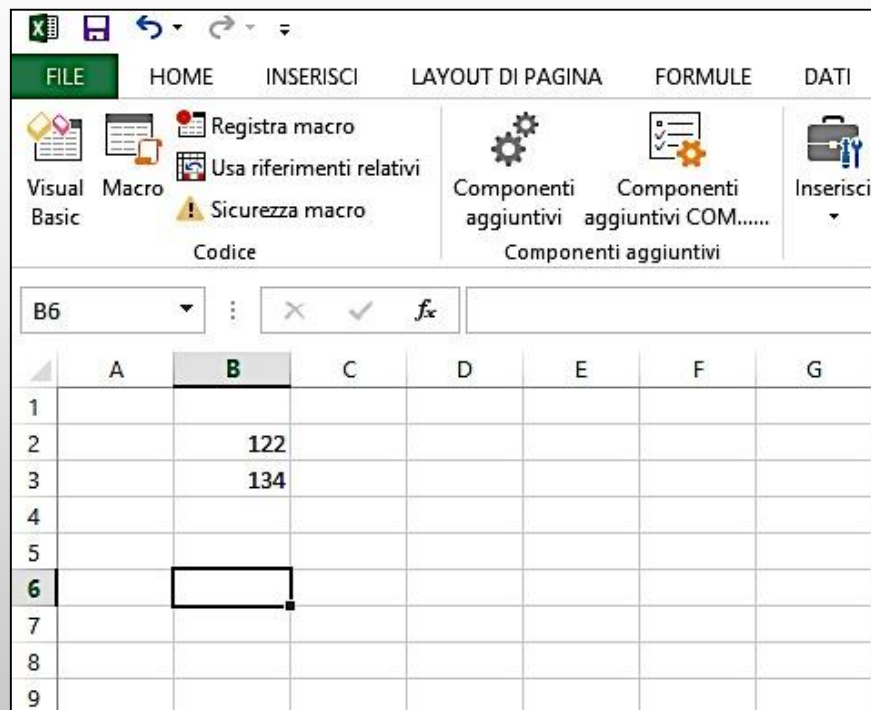 FILE HOME INSERISCI LAYOUT DI PAGINA FORMULE DATI
Visual Basic
Macro
Registra macro
Usa riferimenti relativi
Sicurezza macro
Codice
Componenti aggiuntivi
Componenti aggiuntivi COM......
Componenti aggiuntivi
Inserisci
B6 fx
A B C D E F G
1
2 122
3 134
4
5
6
7
8
9